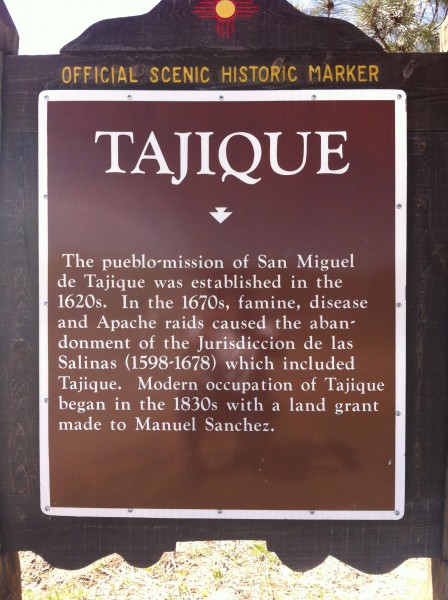 OFFICIAL SCENIC HISTORIC MARKER
TAJIQUE
The pueblo-mission of San Miguel
de Tajique was established in the
1620s. In the 1670s, famine, disease
and Apache raids caused the aban-
donment of the Jurisdiccion de las
Salinas (1598-1678) which included
Tajique. Modern occupation of Tajique
began in the 1830s with a land grant
made to Manuel Sanchez.